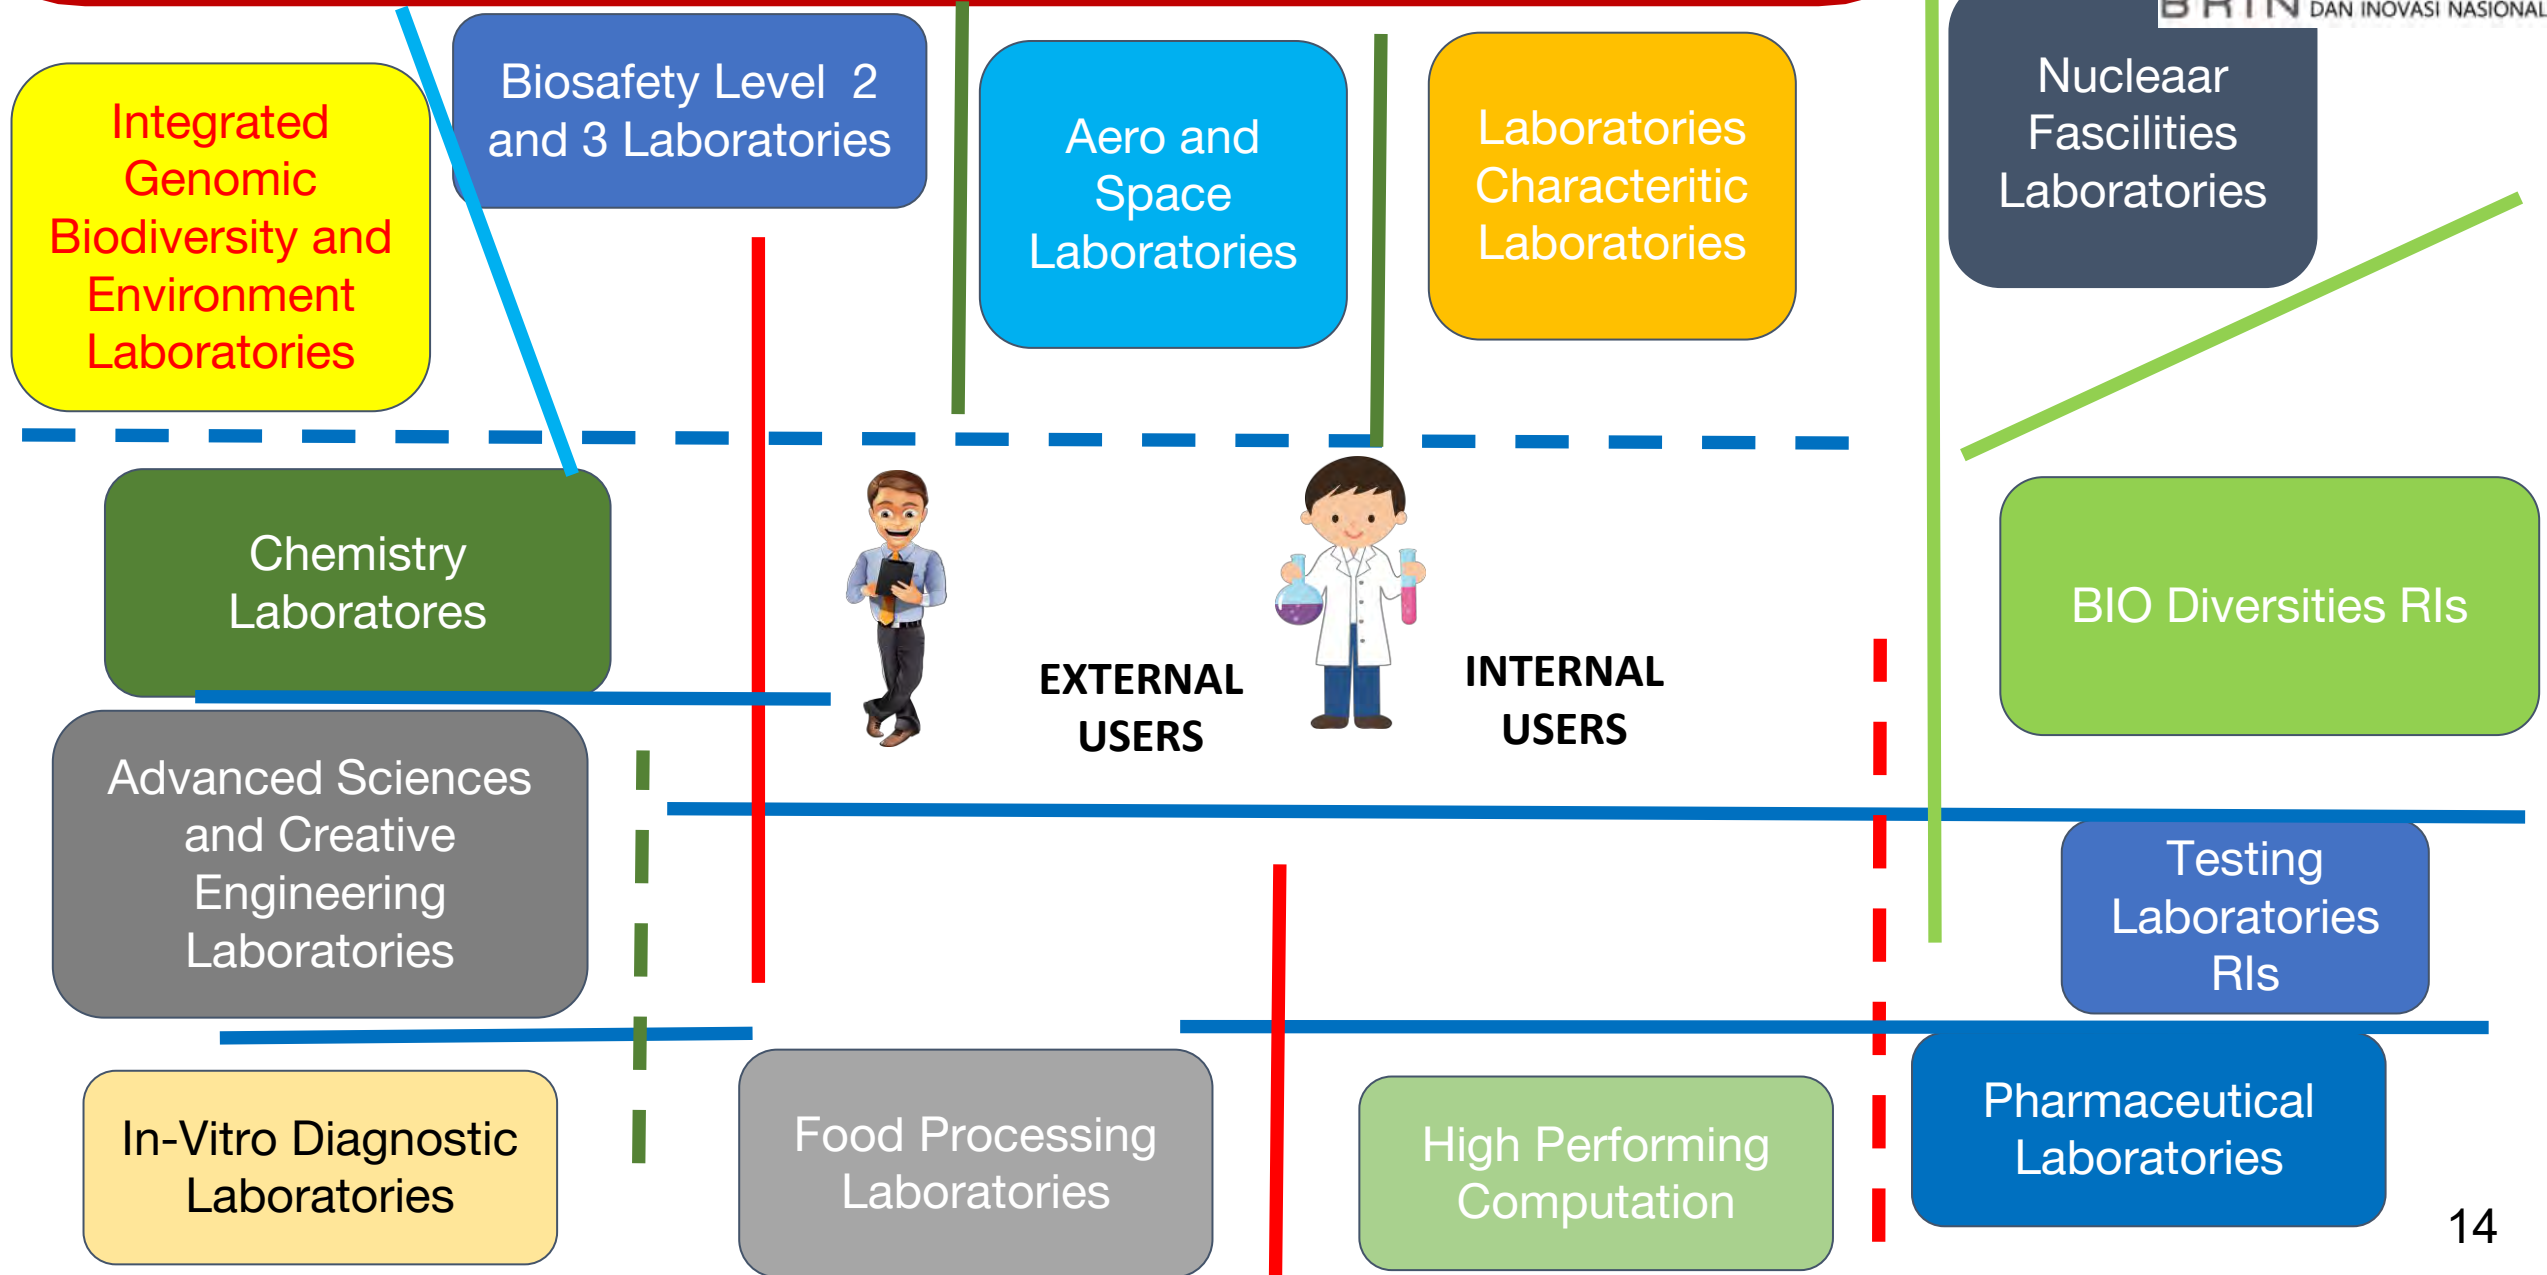 BRIN DAN INOVASI NASIONAL
Integrated
Genomic
Biodiversity and
Environment
Laboratories
Biosafety Level 2
and 3 Laboratories
Aero and
Space
Laboratories
Laboratories
Characteritic
Laboratories
Nucleaar
Fascilities
Laboratories
Chemistry
Laboratores
EXTERNAL
USERS
INTERNAL
USERS
BIO Diversities RIs
Advanced Sciences
and Creative
Engineering
Laboratories
Testing
Laboratories
RIs
In-Vitro Diagnostic
Laboratories
Food Processing
Laboratories
High Performing
Computation
Pharmaceutical
Laboratories
14